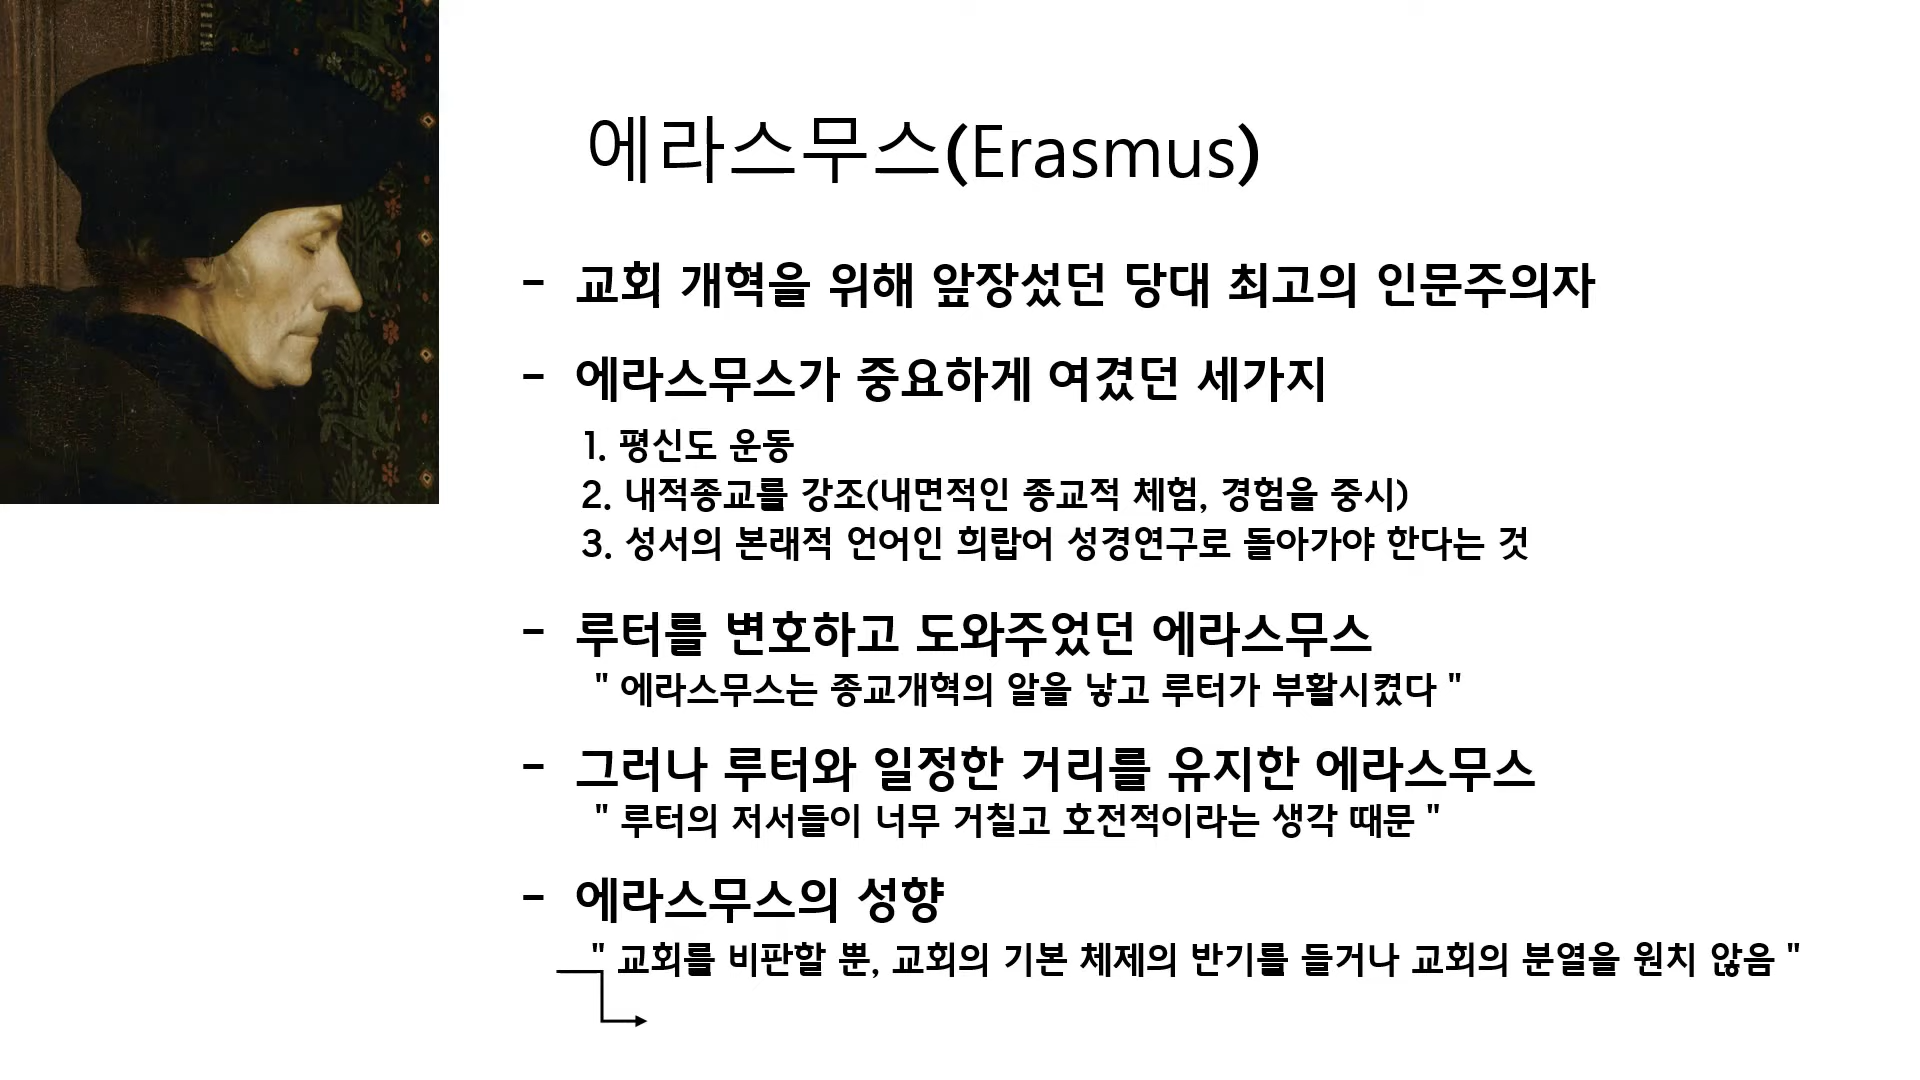 에라스무스(Erasmus)
- 교회 개혁을 위해 앞장섰던 당대 최고의 인문주의자
- 에라스무스가 중요하게 여겼던 세가지
1. 평신도 운동
2. 내적종교를 강조(내면적인 종교적 체험, 경험을 중시)
3. 성서의 본래적 언어인 희랍어 성경연구로 돌아가야 한다는 것
- 루터를 변호하고 도와주었던 에라스무스
" 에라스무스는 종교개혁의 알을 낳고 루터가 부활시켰다 "
- 그러나 루터와 일정한 거리를 유지한 에라스무스
" 루터의 저서들이 너무 거칠고 호전적이라는 생각 때문 "
- 에라스무스의 성향
" 교회를 비판할 뿐, 교회의 기본 체제의 반기를 들거나 교회의 분열을 원치 않음 "